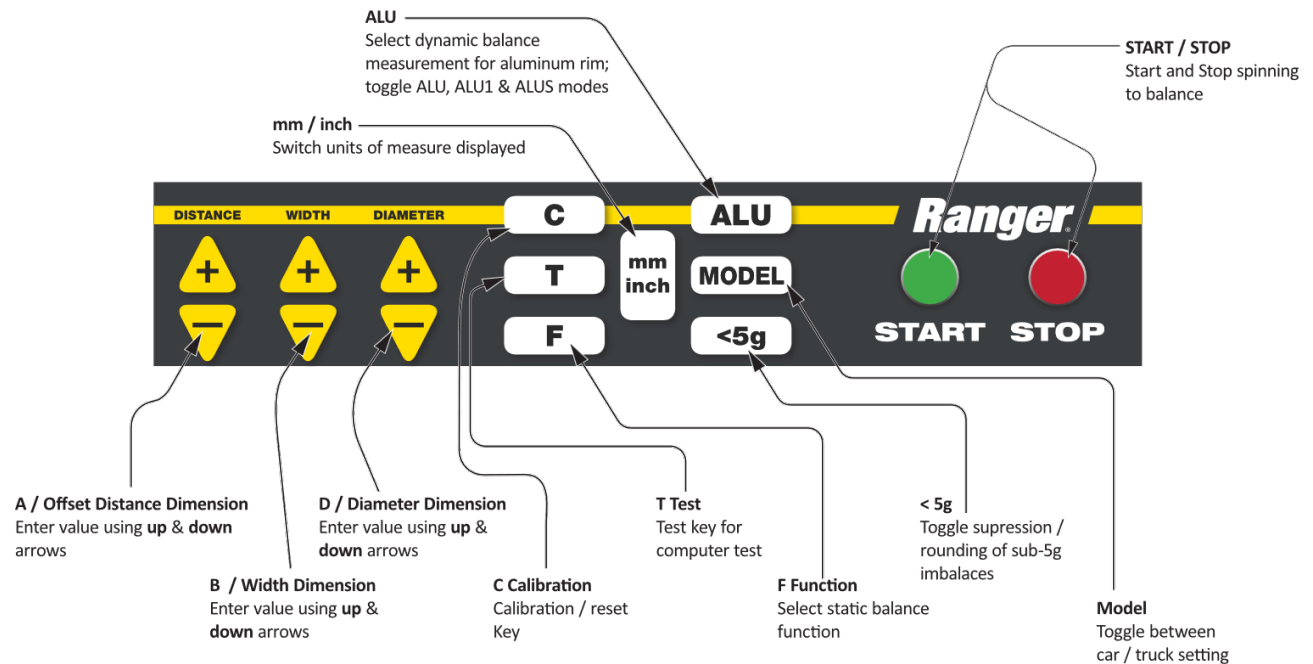 ALU
Select dynamic balance
measurement for aluminum rim;
toggle ALU, ALU1 & ALUS modes
START / STOP
Start and Stop spinning
to balance
mm / inch
Switch units of measure displayed
DISTANCE
WIDTH
DIAMETER
C
ALU
Ranger®
+
+
+
T
mm
inch
MODEL
−
−
−
F
<5g
START
STOP
A / Offset Distance Dimension
Enter value using up & down
arrows
D / Diameter Dimension
Enter value using up &
down arrows
T Test
Test key for
computer test
< 5g
Toggle supression /
rounding of sub-5g
imbalaces
B / Width Dimension
Enter value using up &
down arrows
C Calibration
Calibration / reset
Key
F Function
Select static balance
function
Model
Toggle between
car / truck setting